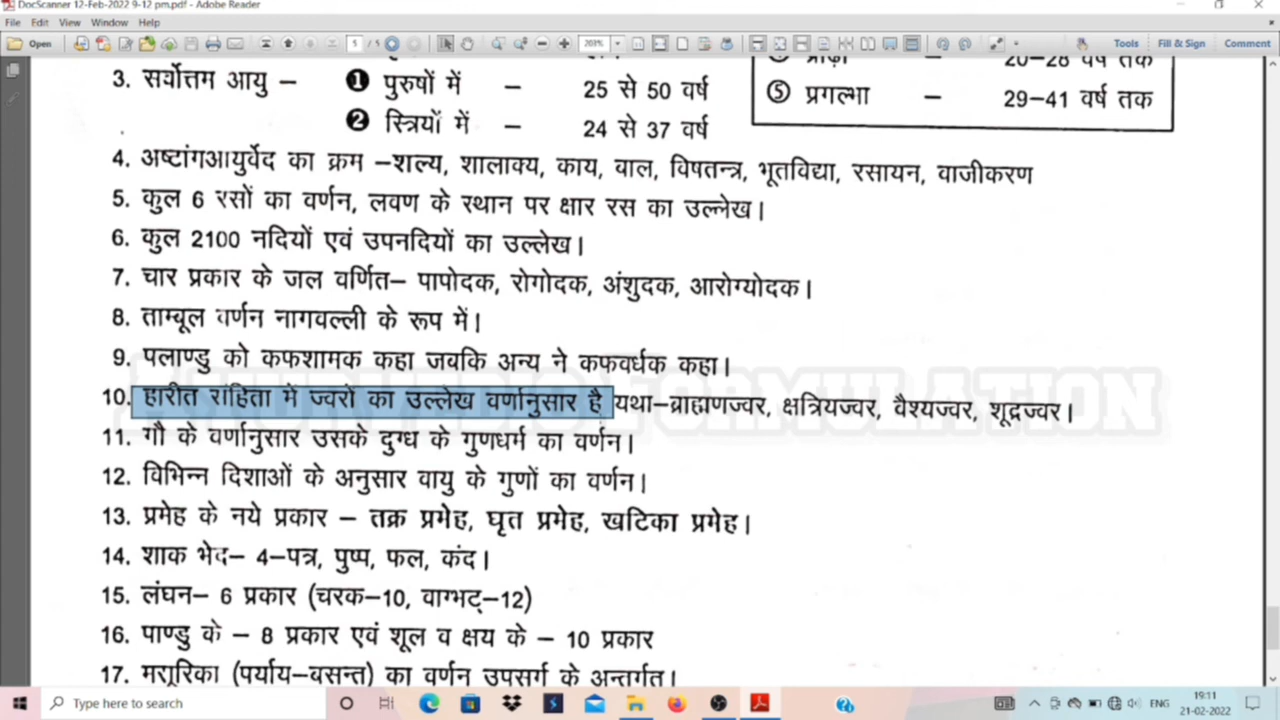 DocScanner 12-Feb-2022 9-12 pm.pdf - Adobe Reader
File Edit View Window Help
Open 5 / 5 203% Tools Fill & Sign Comment
20-28 वर्ष तक
3. सर्वोत्तम आयु – ❶ पुरुषों में – 25 से 50 वर्ष
⑤ प्रगल्भा – 29-41 वर्ष तक
❷ स्त्रियों में – 24 से 37 वर्ष
4. अष्टांगआयुर्वेद का क्रम –शल्य, शालाक्य, काय, वाल, विषतन्त्र, भूतविद्या, रसायन, वाजीकरण
5. कुल 6 रसों का वर्णन, लवण के स्थान पर क्षार रस का उल्लेख।
6. कुल 2100 नदियों एवं उपनदियों का उल्लेख।
7. चार प्रकार के जल वर्णित– पापोदक, रोगोदक, अंशुदक, आरोग्योदक।
8. ताम्बूल वर्णन नागवल्ली के रूप में।
9. पलाण्डु को कफशामक कहा जबकि अन्य ने कफवर्धक कहा।
10. हारीत संहिता में ज्वरों का उल्लेख वर्णानुसार है यथा–ब्राह्मणज्वर, क्षत्रियज्वर, वैश्यज्वर, शूद्रज्वर।
11. गौ के वर्णानुसार उसके दुग्ध के गुणधर्म का वर्णन।
12. विभिन्न दिशाओं के अनुसार वायु के गुणों का वर्णन।
13. प्रमेह के नये प्रकार – तक्र प्रमेह, घृत प्रमेह, खटिका प्रमेह।
14. शाक भेद– 4–पत्र, पुष्प, फल, कंद।
15. लंघन– 6 प्रकार (चरक–10, वाग्भट्–12)
16. पाण्डु के – 8 प्रकार एवं शूल व क्षय के – 10 प्रकार
17. मसूरिका (पर्याय–बसन्त) का वर्णन उपसर्ग के अन्तर्गत।
Type here to search
ENG
19:11
21-02-2022